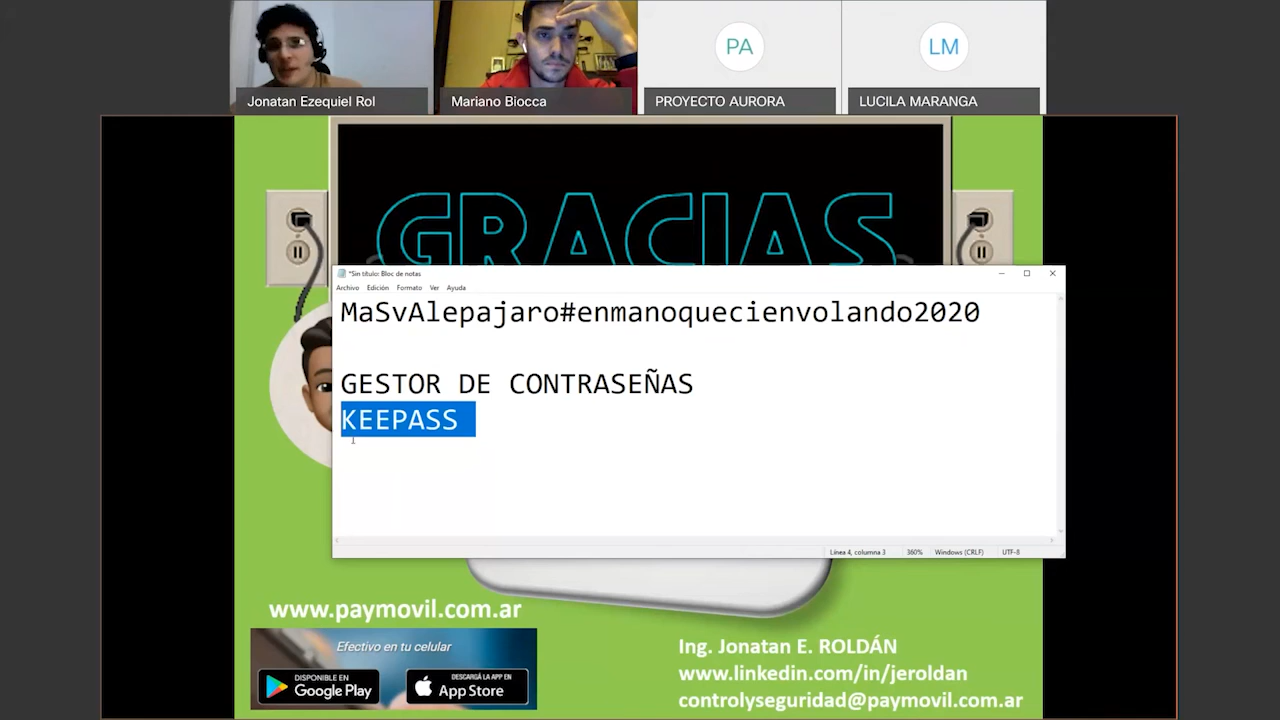 PA
LM
Jonatan Ezequiel Rol
Mariano Biocca
PROYECTO AURORA
LUCILA MARANGA
GRACIAS
*Sin título: Bloc de notas
Archivo Edición Formato Ver Ayuda
MaSvAlepajaro#enmanoquecienvolando2020
GESTOR DE CONTRASEÑAS
KEEPASS
Línea 4, columna 3 360% Windows (CRLF) UTF-8
www.paymovil.com.ar
Efectivo en tu celular
DISPONIBLE EN
Google Play
DESCARGÁ LA APP EN
App Store
Ing. Jonatan E. ROLDÁN
www.linkedin.com/in/jeroldan
controlyseguridad@paymovil.com.ar